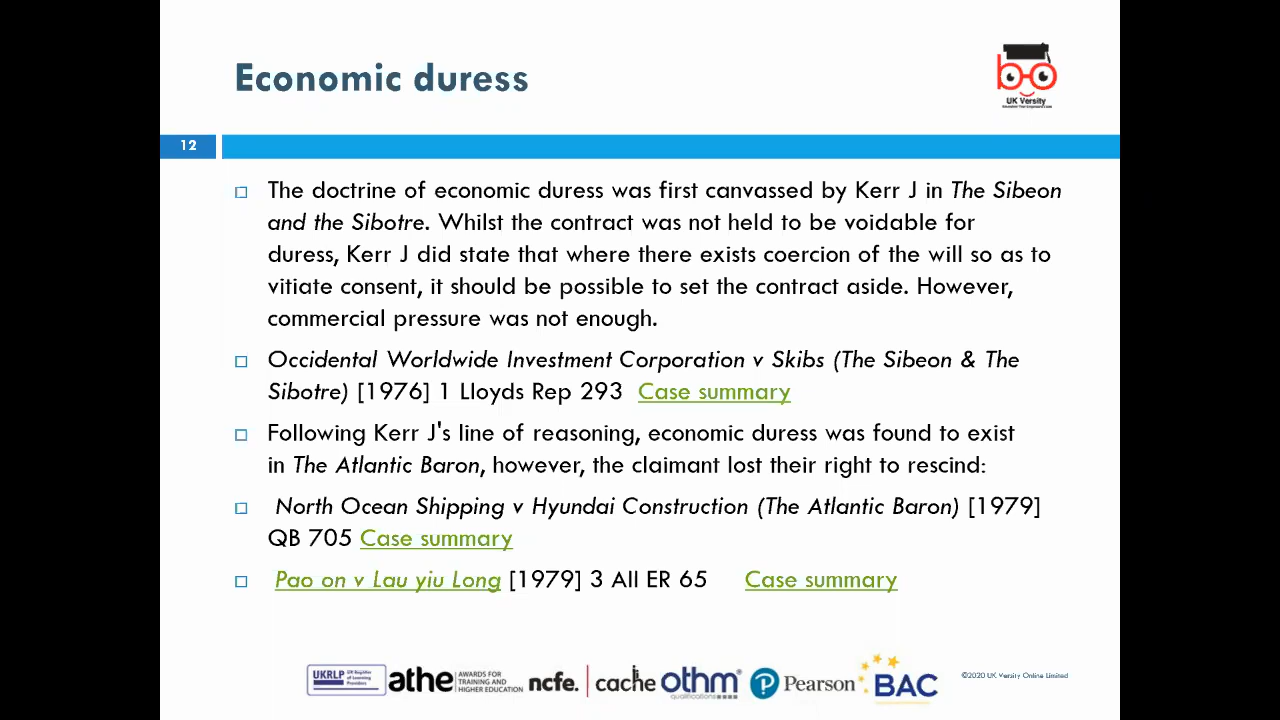 Economic duress
UK Versity
12
The doctrine of economic duress was first canvassed by Kerr J in The Sibeon
and the Sibotre. Whilst the contract was not held to be voidable for
duress, Kerr J did state that where there exists coercion of the will so as to
vitiate consent, it should be possible to set the contract aside. However,
commercial pressure was not enough.
Occidental Worldwide Investment Corporation v Skibs (The Sibeon & The
Sibotre) [1976] 1 Lloyds Rep 293 Case summary
Following Kerr J's line of reasoning, economic duress was found to exist
in The Atlantic Baron, however, the claimant lost their right to rescind:
North Ocean Shipping v Hyundai Construction (The Atlantic Baron) [1979]
QB 705 Case summary
Pao on v Lau yiu Long [1979] 3 All ER 65 Case summary
UKRLP UK Register of Learning Providers
athe AWARDS FOR TRAINING AND HIGHER EDUCATION
ncfe. cache
othm qualifications
Pearson
BAC
©2020 UK Versity Online Limited